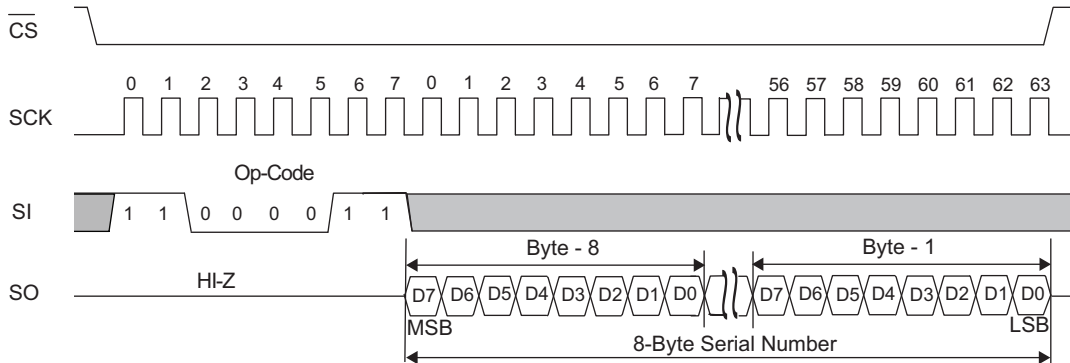 CS
0 1 2 3 4 5 6 7 0 1 2 3 4 5 6 7 56 57 58 59 60 61 62 63
SCK
Op-Code
SI 1 1 0 0 0 0 1 1
Byte - 8 Byte - 1
HI-Z
SO D7 D6 D5 D4 D3 D2 D1 D0 D7 D6 D5 D4 D3 D2 D1 D0
MSB LSB
8-Byte Serial Number